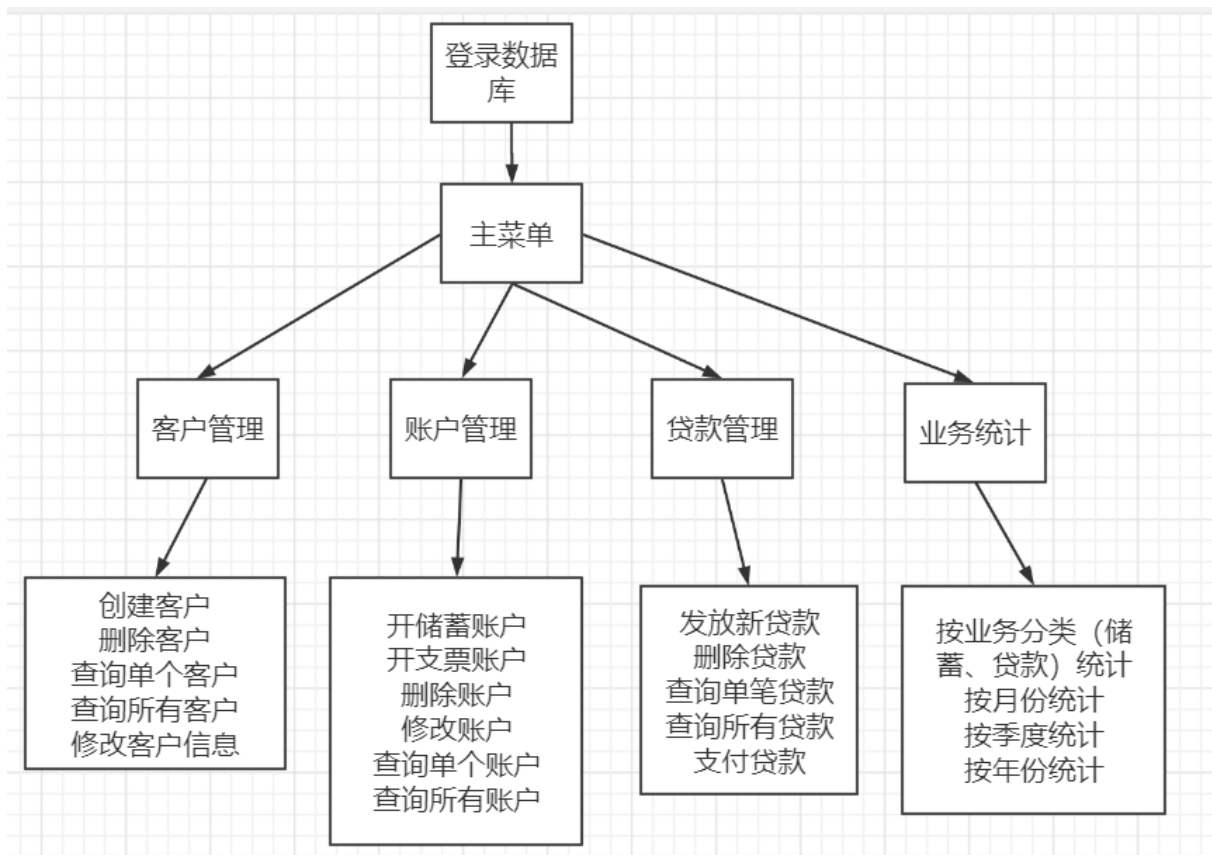 登录数据
库
主菜单
客户管理
账户管理
贷款管理
业务统计
创建客户
删除客户
查询单个客户
查询所有客户
修改客户信息
开储蓄账户
开支票账户
删除账户
修改账户
查询单个账户
查询所有账户
发放新贷款
删除贷款
查询单笔贷款
查询所有贷款
支付贷款
按业务分类（储
蓄、贷款）统计
按月份统计
按季度统计
按年份统计